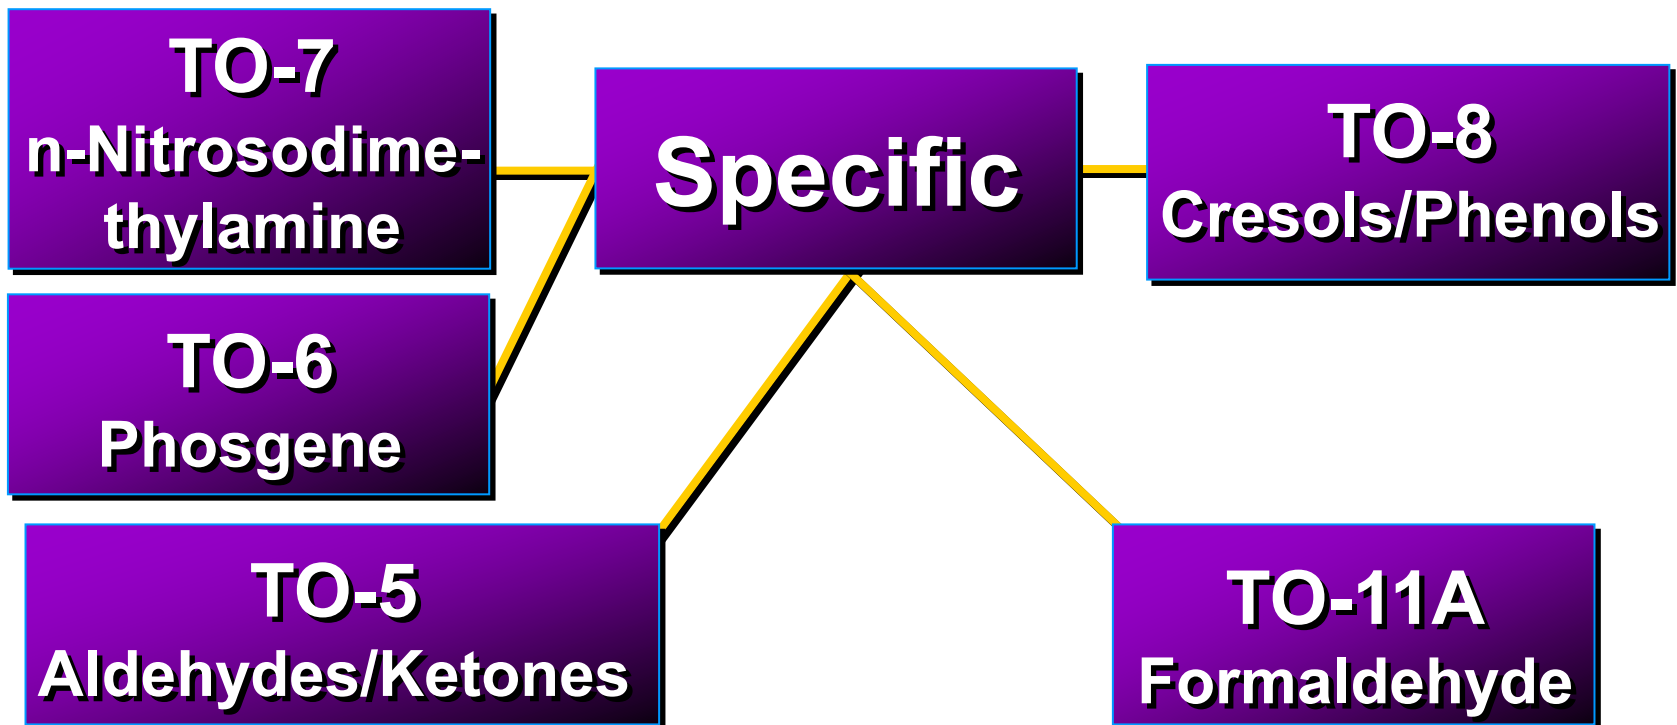 TO-7
n-Nitrosodime-
thylamine
Specific
TO-8
Cresols/Phenols
TO-6
Phosgene
TO-5
Aldehydes/Ketones
TO-11A
Formaldehyde